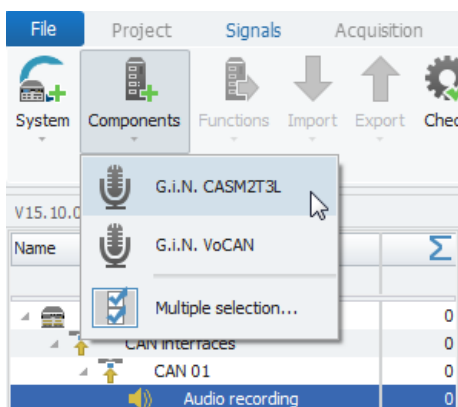 File Project Signals Acquisition
System Components Functions Import Export Chec
G.i.N. CASM2T3L
V15.10.0
G.i.N. VoCAN
Name Σ
Multiple selection...
0
CAN Interfaces 0
CAN 01 0
Audio recording 0